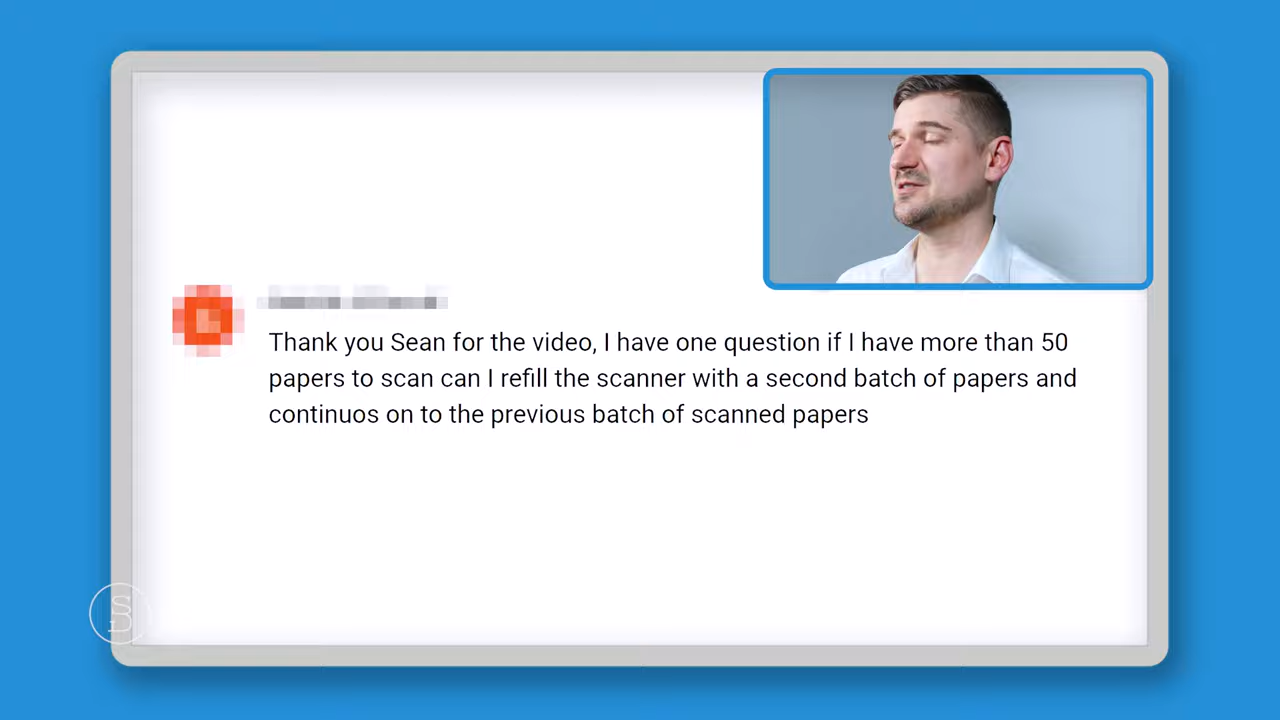 Thank you Sean for the video, I have one question if I have more than 50
papers to scan can I refill the scanner with a second batch of papers and
continuos on to the previous batch of scanned papers
SD